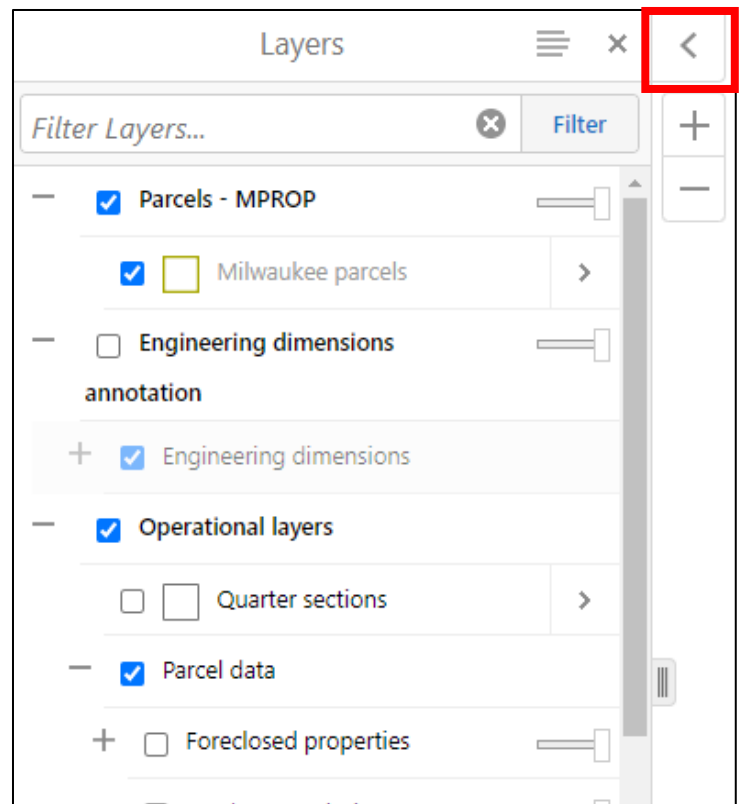 Layers
Filter Layers...
Filter
Parcels - MPROP
Milwaukee parcels
Engineering dimensions
annotation
Engineering dimensions
Operational layers
Quarter sections
Parcel data
Foreclosed properties